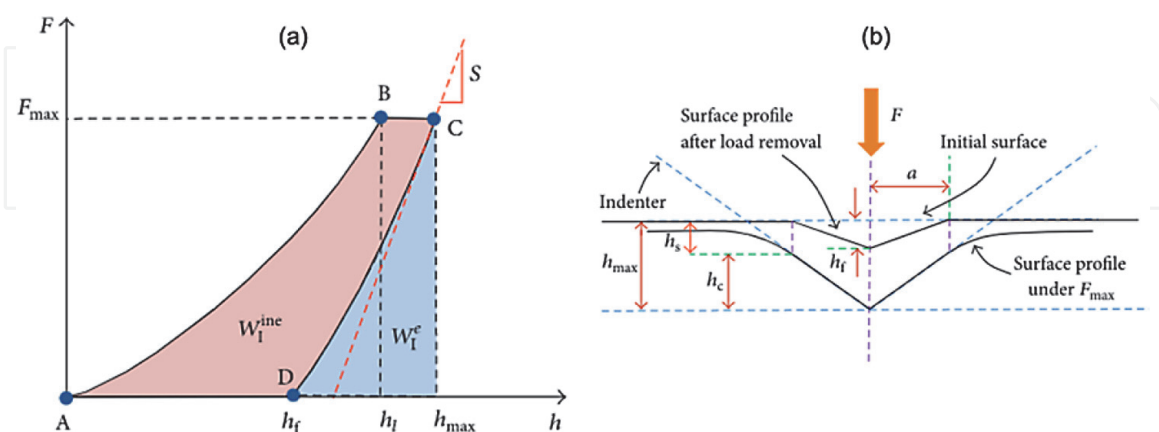 (a)
F
S
B
F_max
C
W_I^ine
W_I^e
D
A
h_f
h_l
h_max
h
(b)
F
Surface profile
after load removal
Initial surface
a
Indenter
h_s
h_max
h_f
h_c
Surface profile
under F_max